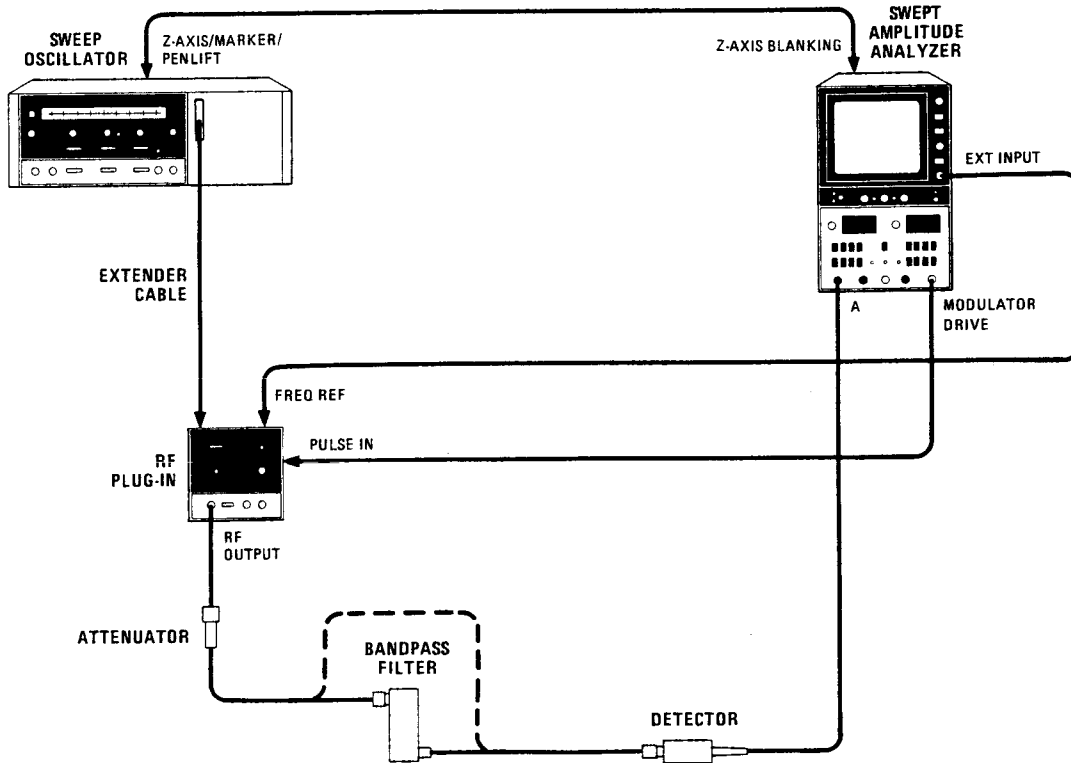 SWEEP
OSCILLATOR
Z-AXIS/MARKER/
PENLIFT
Z-AXIS BLANKING
SWEPT
AMPLITUDE
ANALYZER
EXT INPUT
EXTENDER
CABLE
A
MODULATOR
DRIVE
FREQ REF
RF
PLUG-IN
PULSE IN
RF
OUTPUT
ATTENUATOR
BANDPASS
FILTER
DETECTOR